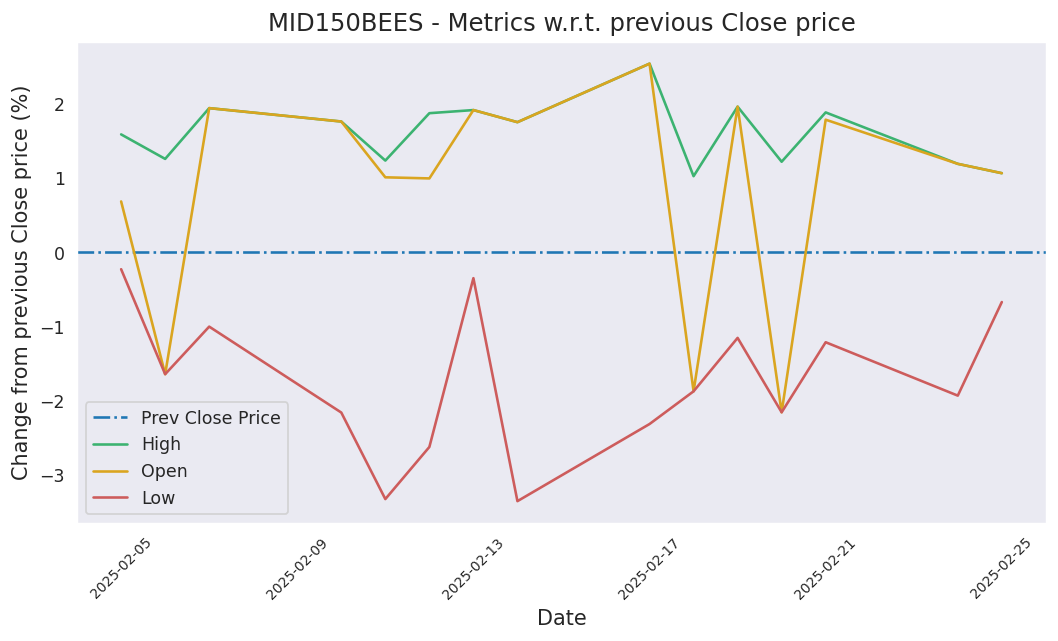 MID150BEES - Metrics w.r.t. previous Close price
Change from previous Close price (%)
2
1
0
−1
−2
−3
Prev Close Price
High
Open
Low
2025-02-05
2025-02-09
2025-02-13
2025-02-17
2025-02-21
2025-02-25
Date